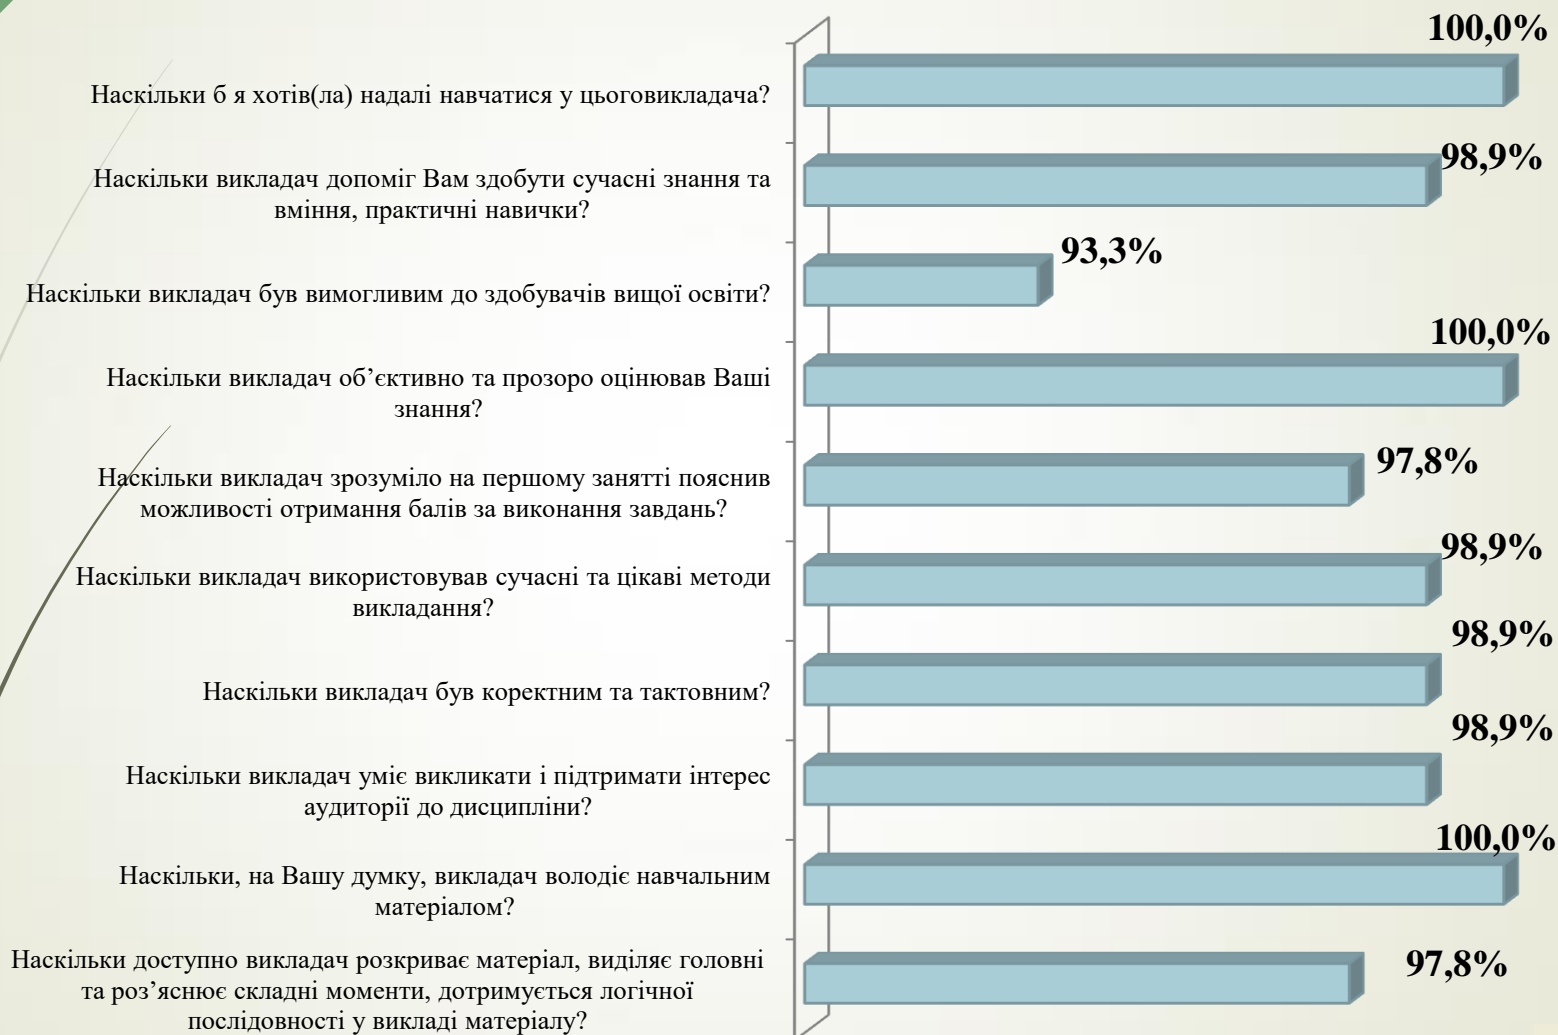 100,0%
Наскільки б я хотів(ла) надалі навчатися у цьоговикладача?
98,9%
Наскільки викладач допоміг Вам здобути сучасні знання та
вміння, практичні навички?
93,3%
Наскільки викладач був вимогливим до здобувачів вищої освіти?
100,0%
Наскільки викладач об’єктивно та прозоро оцінював Ваші
знання?
97,8%
Наскільки викладач зрозуміло на першому занятті пояснив
можливості отримання балів за виконання завдань?
98,9%
Наскільки викладач використовував сучасні та цікаві методи
викладання?
98,9%
Наскільки викладач був коректним та тактовним?
98,9%
Наскільки викладач уміє викликати і підтримати інтерес
аудиторії до дисципліни?
100,0%
Наскільки, на Вашу думку, викладач володіє навчальним
матеріалом?
97,8%
Наскільки доступно викладач розкриває матеріал, виділяє головні
та роз’яснює складні моменти, дотримується логічної
послідовності у викладі матеріалу?